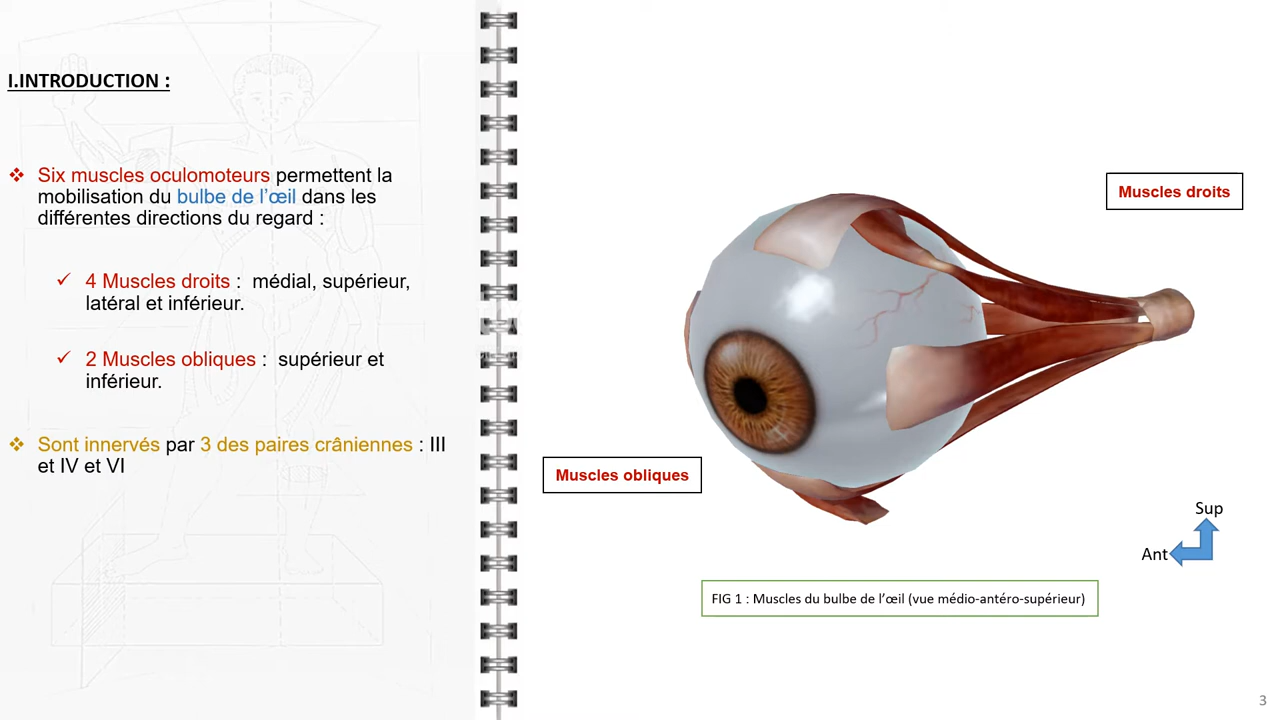 I.INTRODUCTION :
❖ Six muscles oculomoteurs permettent la
mobilisation du bulbe de l’œil dans les
différentes directions du regard :
✓ 4 Muscles droits : médial, supérieur,
latéral et inférieur.
✓ 2 Muscles obliques : supérieur et
inférieur.
❖ Sont innervés par 3 des paires crâniennes : III
et IV et VI
Muscles droits
Muscles obliques
Sup
Ant
FIG 1 : Muscles du bulbe de l’œil (vue médio-antéro-supérieur)
3